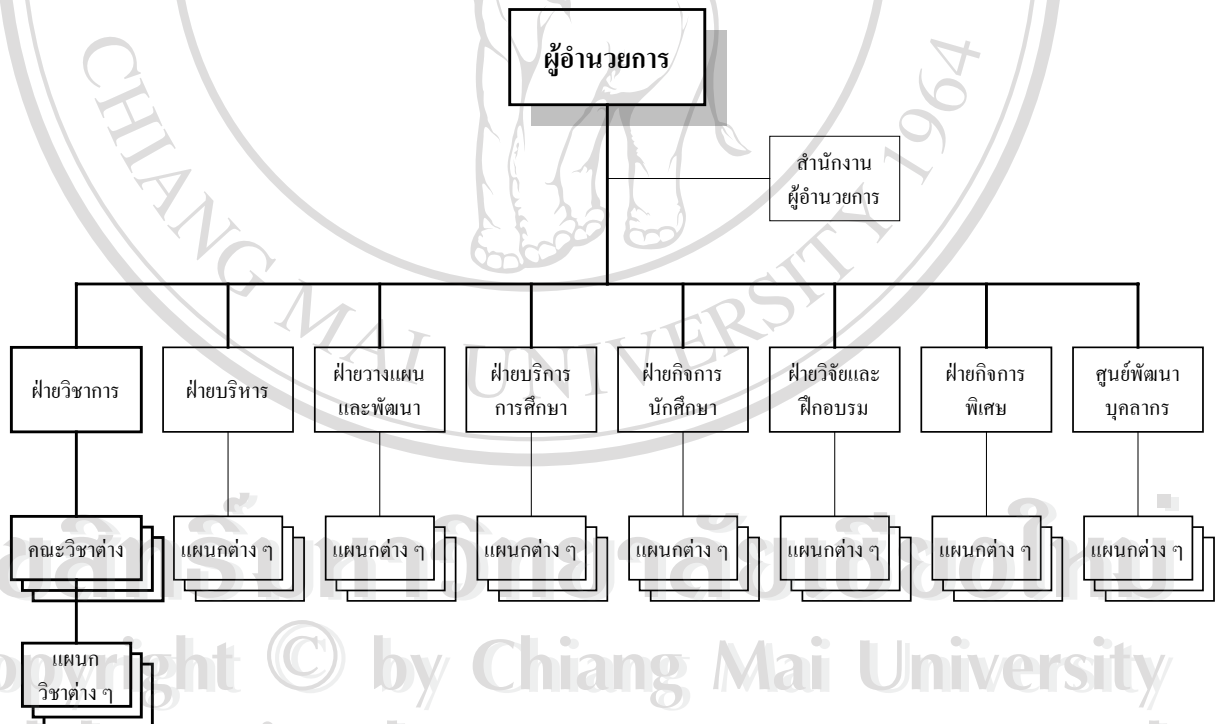 ผู้อำนวยการ
สำนักงาน
ผู้อำนวยการ
ฝ่ายวิชาการ
ฝ่ายบริหาร
ฝ่ายวางแผน
และพัฒนา
ฝ่ายบริการ
การศึกษา
ฝ่ายกิจการ
นักศึกษา
ฝ่ายวิจัยและ
ฝึกอบรม
ฝ่ายกิจการ
พิเศษ
ศูนย์พัฒนา
บุคลากร
คณะวิชาต่าง
แผนกต่าง ๆ
แผนกต่าง ๆ
แผนกต่าง ๆ
แผนกต่าง ๆ
แผนกต่าง ๆ
แผนกต่าง ๆ
แผนกต่าง ๆ
แผนก
วิชาต่าง ๆ
CHIANG MAI UNIVERSITY 1964
by Chiang Mai University